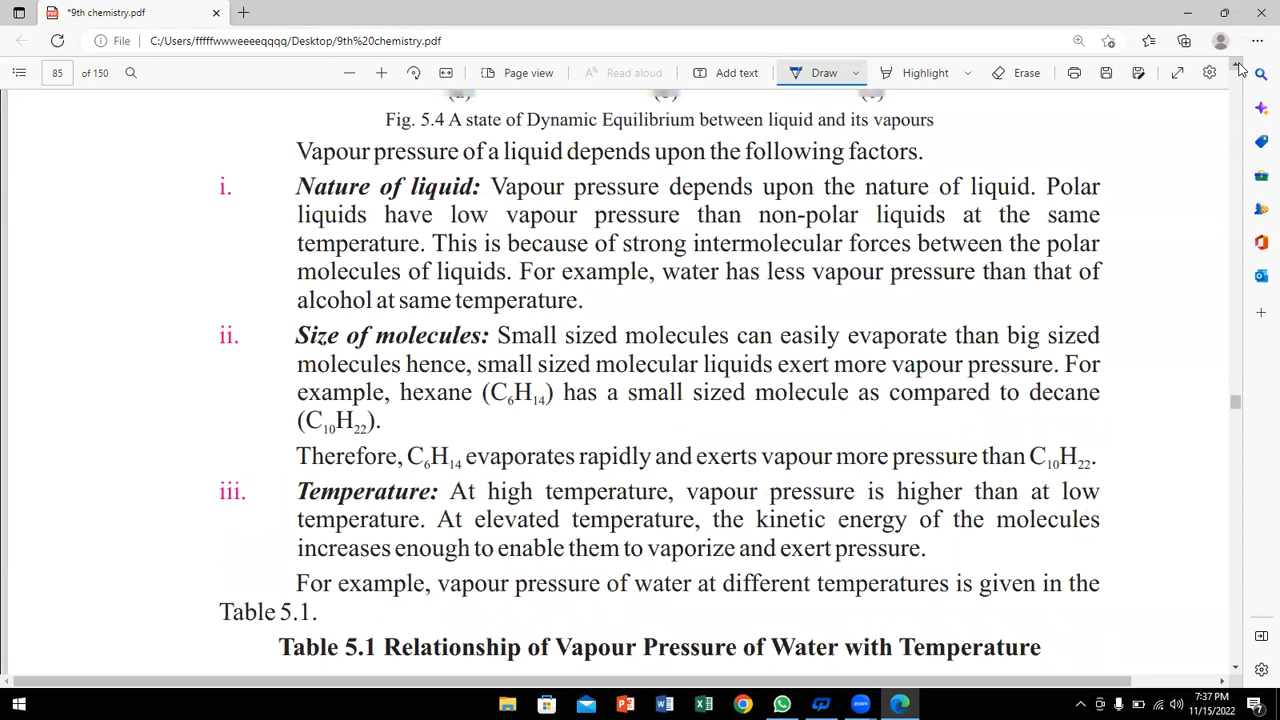 *9th chemistry.pdf
File C:/Users/fffffwwweeeeqqqq/Desktop/9th%20chemistry.pdf
85 of 150 Page view Read aloud Add text Draw Highlight Erase
Fig. 5.4 A state of Dynamic Equilibrium between liquid and its vapours
Vapour pressure of a liquid depends upon the following factors.
i. Nature of liquid: Vapour pressure depends upon the nature of liquid. Polar
liquids have low vapour pressure than non-polar liquids at the same
temperature. This is because of strong intermolecular forces between the polar
molecules of liquids. For example, water has less vapour pressure than that of
alcohol at same temperature.
ii. Size of molecules: Small sized molecules can easily evaporate than big sized
molecules hence, small sized molecular liquids exert more vapour pressure. For
example, hexane (C₆H₁₄) has a small sized molecule as compared to decane
(C₁₀H₂₂).
Therefore, C₆H₁₄ evaporates rapidly and exerts vapour more pressure than C₁₀H₂₂.
iii. Temperature: At high temperature, vapour pressure is higher than at low
temperature. At elevated temperature, the kinetic energy of the molecules
increases enough to enable them to vaporize and exert pressure.
For example, vapour pressure of water at different temperatures is given in the
Table 5.1.
Table 5.1 Relationship of Vapour Pressure of Water with Temperature
7:37 PM
11/15/2022